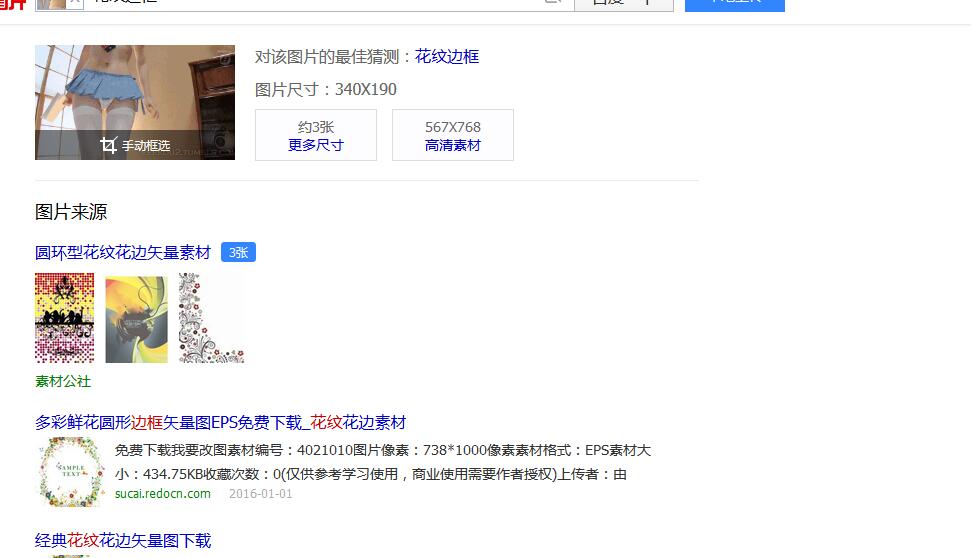 对该图片的最佳猜测：花纹边框
图片尺寸：340X190
约3张
更多尺寸
567X768
高清素材
手动框选
图片来源
圆环型花纹花边矢量素材 3张
素材公社
多彩鲜花圆形边框矢量图EPS免费下载_花纹花边素材
免费下载我要改图素材编号：4021010图片像素：738*1000像素素材格式：EPS素材大
小：434.75KB收藏次数：0(仅供参考学习使用，商业使用需要作者授权)上传者：由
SAMPLE
TEXT
sucai.redocn.com 2016-01-01
经典花纹花边矢量图下载